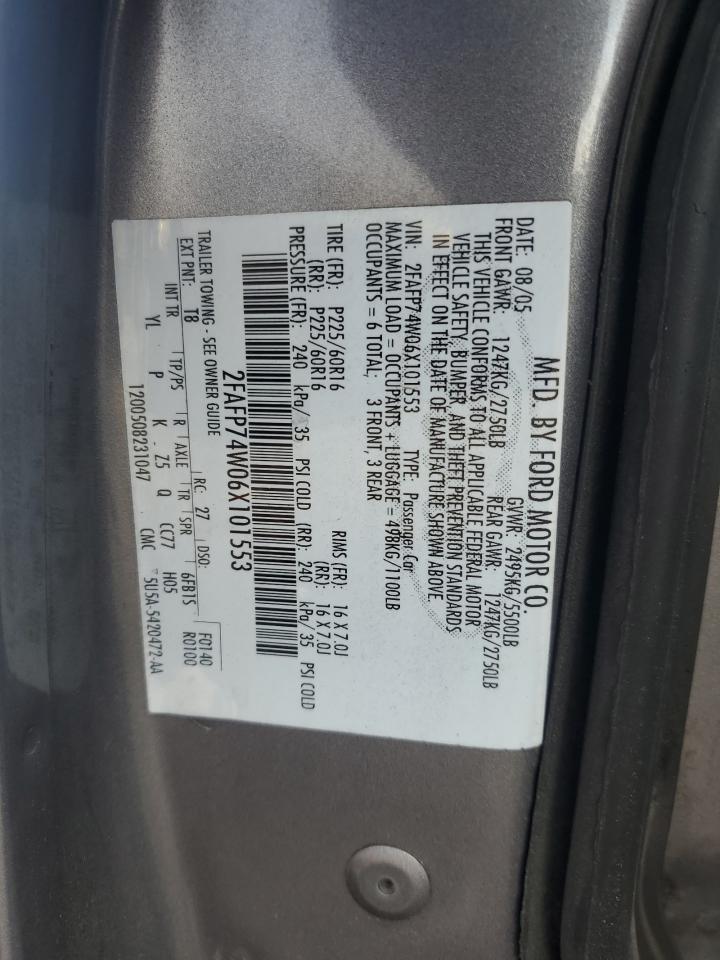 MFD. BY FORD MOTOR CO.
DATE: 08/05 GVWR: 2495KG/5500LB
FRONT GAWR: 1247KG/2750LB REAR GAWR: 1247KG/2750LB
THIS VEHICLE CONFORMS TO ALL APPLICABLE FEDERAL MOTOR
VEHICLE SAFETY, BUMPER, AND THEFT PREVENTION STANDARDS
IN EFFECT ON THE DATE OF MANUFACTURE SHOWN ABOVE.
VIN: 2FAFP74W06X101553 TYPE: Passenger Car
MAXIMUM LOAD = OCCUPANTS + LUGGAGE = 498KG/1100LB
OCCUPANTS = 6 TOTAL; 3 FRONT, 3 REAR
TIRE (FR): P225/60R16 RIMS (FR): 16 X 7.0J
(RR): P225/60R16 (RR): 16 X 7.0J
PRESSURE (FR): 240 kPa/ 35 PSI COLD (RR): 240 kPa/ 35 PSI COLD
2FAFP74W06X101553
TRAILER TOWING - SEE OWNER GUIDE F0140
EXT PNT: T8 RC: 27 DSO: 6FB1S R0100
INT TR TP/PS R AXLE TR SPR
YL P K Z5 Q CC77 H05
1200508231047 CMC 5U5A-5420472-AA